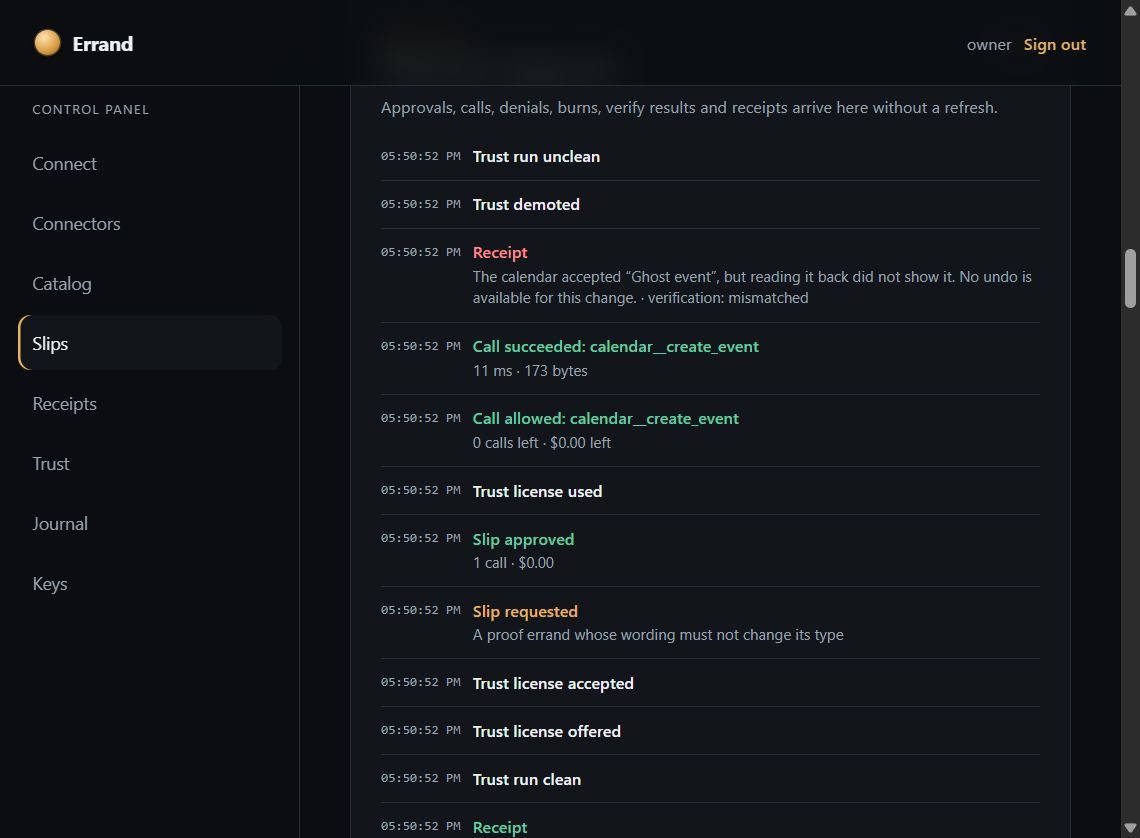 Errand
owner Sign out
CONTROL PANEL
Connect
Connectors
Catalog
Slips
Receipts
Trust
Journal
Keys
Approvals, calls, denials, burns, verify results and receipts arrive here without a refresh.
05:50:52 PM Trust run unclean
05:50:52 PM Trust demoted
05:50:52 PM Receipt
The calendar accepted “Ghost event”, but reading it back did not show it. No undo is
available for this change. · verification: mismatched
05:50:52 PM Call succeeded: calendar__create_event
11 ms · 173 bytes
05:50:52 PM Call allowed: calendar__create_event
0 calls left · $0.00 left
05:50:52 PM Trust license used
05:50:52 PM Slip approved
1 call · $0.00
05:50:52 PM Slip requested
A proof errand whose wording must not change its type
05:50:52 PM Trust license accepted
05:50:52 PM Trust license offered
05:50:52 PM Trust run clean
05:50:52 PM Receipt